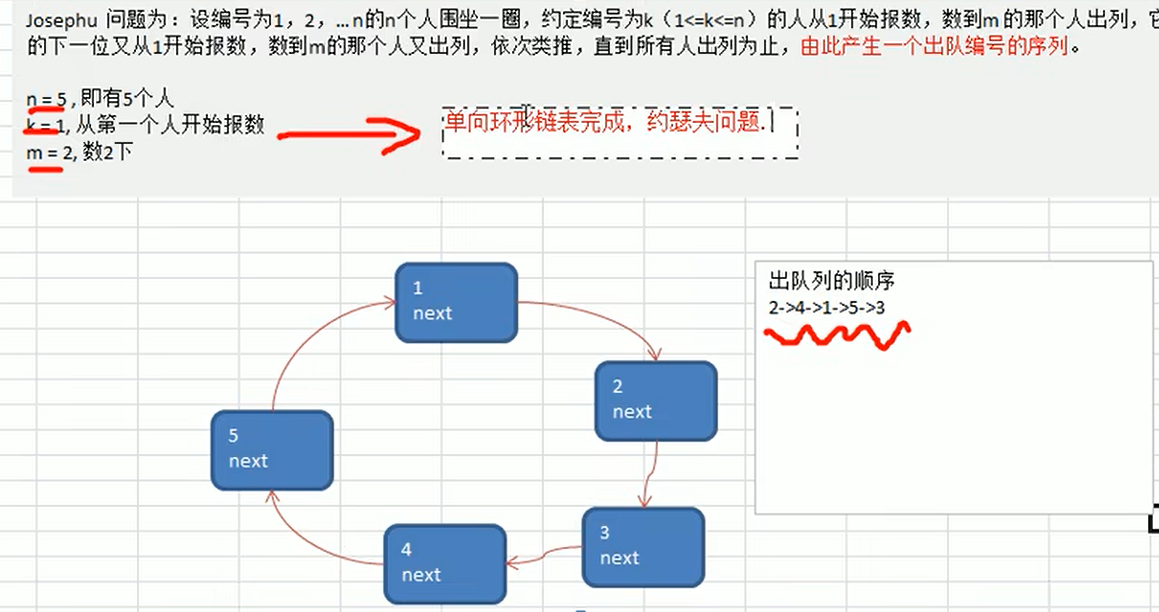 Josephu 问题为：设编号为1，2，… n的n个人围坐一圈，约定编号为k（1<=k<=n）的人从1开始报数，数到m 的那个人出列，它
的下一位又从1开始报数，数到m的那个人又出列，依次类推，直到所有人出列为止，由此产生一个出队编号的序列。
n = 5 , 即有5个人
k = 1, 从第一个人开始报数
m = 2, 数2下
单向环形链表完成，约瑟夫问题.
1
next
2
next
3
next
4
next
5
next
出队列的顺序
2->4->1->5->3